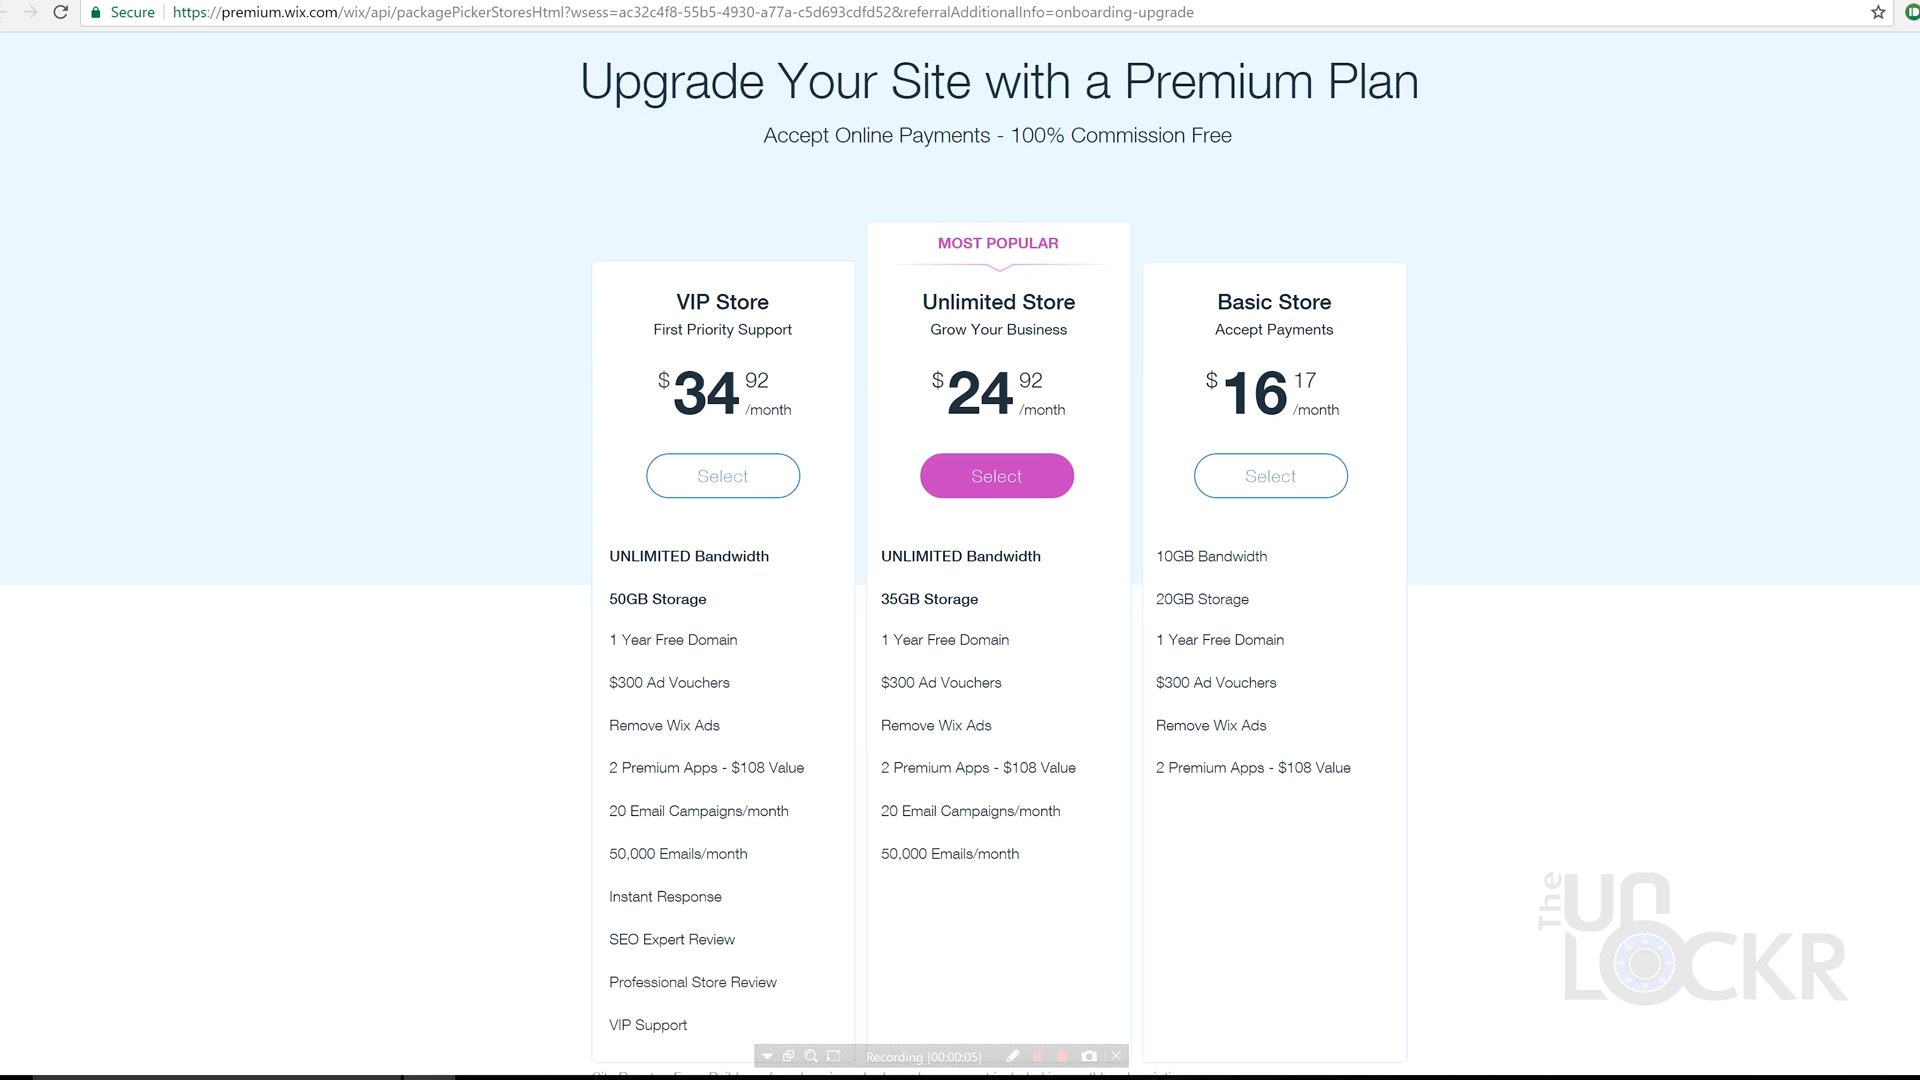 Secure https://premium.wix.com/wix/api/packagePickerStoresHtml?wsess=ac32c4f8-55b5-4930-a77a-c5d693cdfd52&referralAdditionalInfo=onboarding-upgrade
Upgrade Your Site with a Premium Plan
Accept Online Payments - 100% Commission Free
MOST POPULAR
VIP Store
First Priority Support
$34 92 /month
Select
UNLIMITED Bandwidth
50GB Storage
1 Year Free Domain
$300 Ad Vouchers
Remove Wix Ads
2 Premium Apps - $108 Value
20 Email Campaigns/month
50,000 Emails/month
Instant Response
SEO Expert Review
Professional Store Review
VIP Support
Unlimited Store
Grow Your Business
$24 92 /month
Select
UNLIMITED Bandwidth
35GB Storage
1 Year Free Domain
$300 Ad Vouchers
Remove Wix Ads
2 Premium Apps - $108 Value
20 Email Campaigns/month
50,000 Emails/month
Basic Store
Accept Payments
$16 17 /month
Select
10GB Bandwidth
20GB Storage
1 Year Free Domain
$300 Ad Vouchers
Remove Wix Ads
2 Premium Apps - $108 Value
The UNLOCKR
Recording [00:00:05]